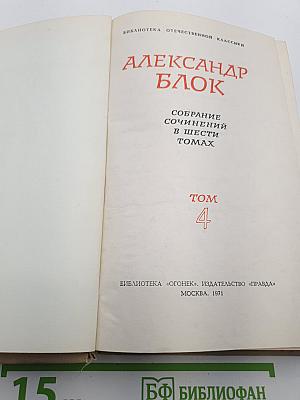 БИБЛИОТЕКА ОТЕЧЕСТВЕННОЙ КЛАССИКИ
АЛЕКСАНДР
БЛОК
СОБРАНИЕ
СОЧИНЕНИЙ
В ШЕСТИ
ТОМАХ
ТОМ
4
БИБЛИОТЕКА «ОГОНЕК». ИЗДАТЕЛЬСТВО «ПРАВДА»
МОСКВА. 1971
15
БФ БИБЛИОФАН